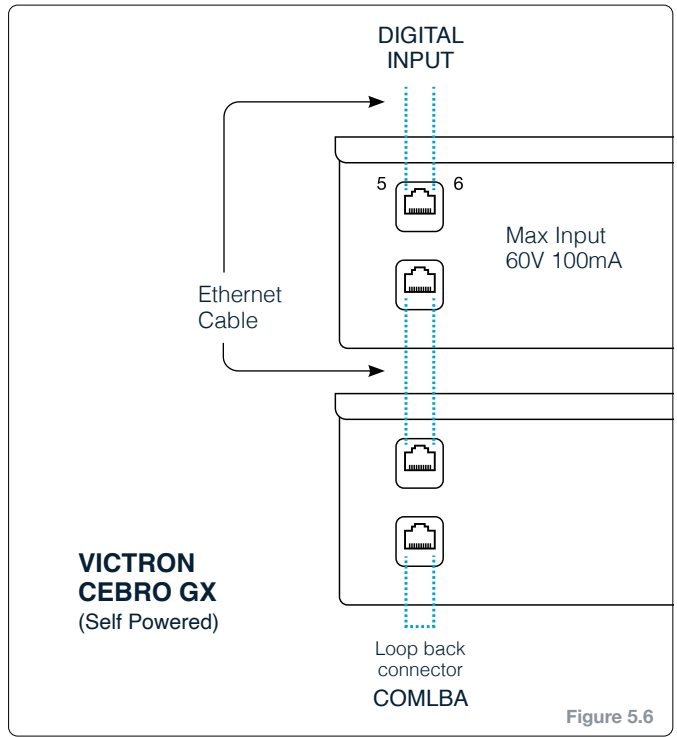 DIGITAL
INPUT
5
6
Max Input
60V 100mA
Ethernet
Cable
VICTRON
CEBRO GX
(Self Powered)
Loop back
connector
COMLBA
Figure 5.6